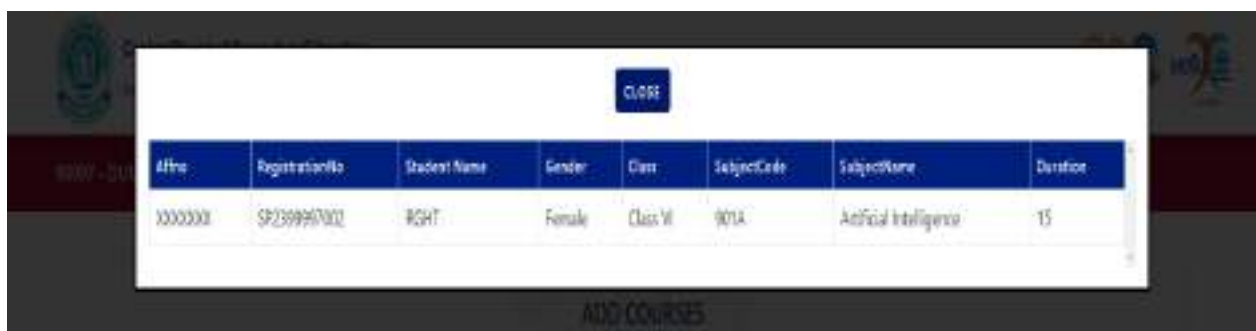 CLOSE
Affno RegistrationNo Student Name Gender Class SubjectCode SubjectName Duration
XXXXXXX SP2399997002 RGHT Female Class VI 901A Artificial Intelligence 15
ADD COURSES